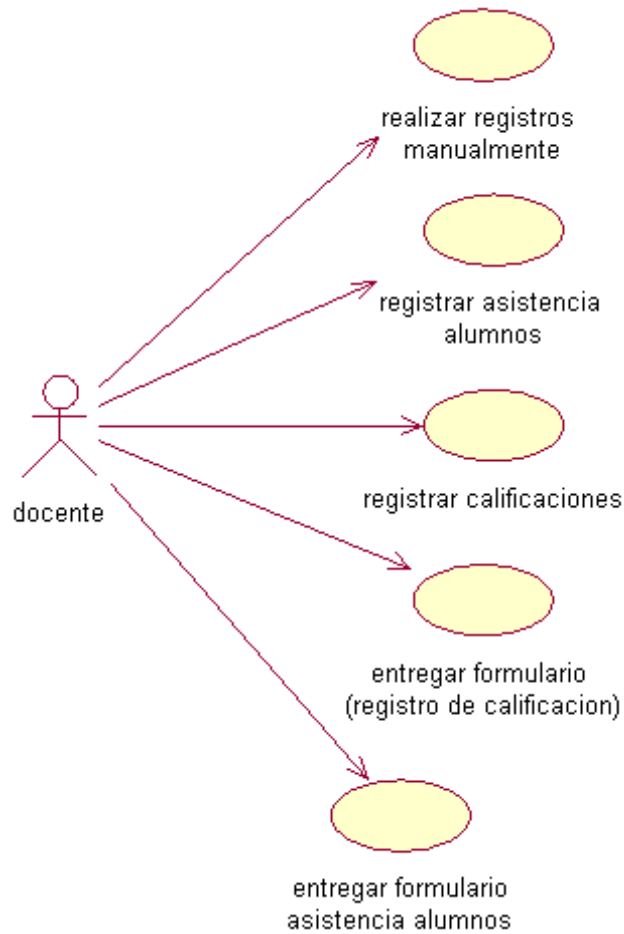 realizar registros
manualmente
registrar asistencia
alumnos
registrar calificaciones
docente
entregar formulario
(registro de calificacion)
entregar formulario
asistencia alumnos